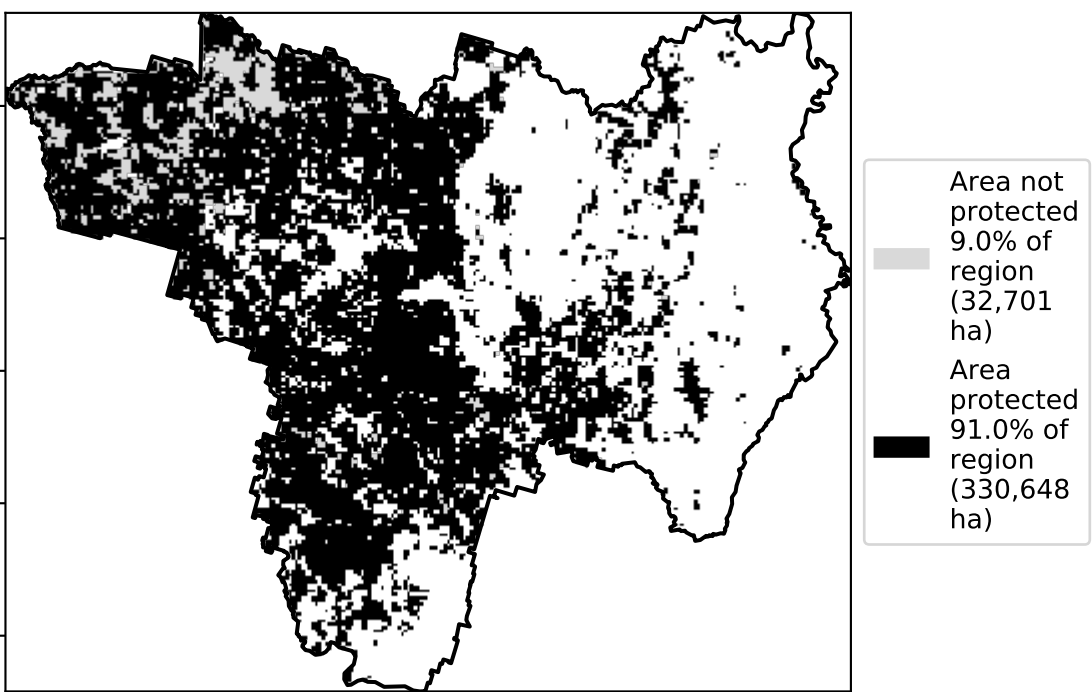 Area not
protected
9.0% of
region
(32,701
ha)
Area
protected
91.0% of
region
(330,648
ha)